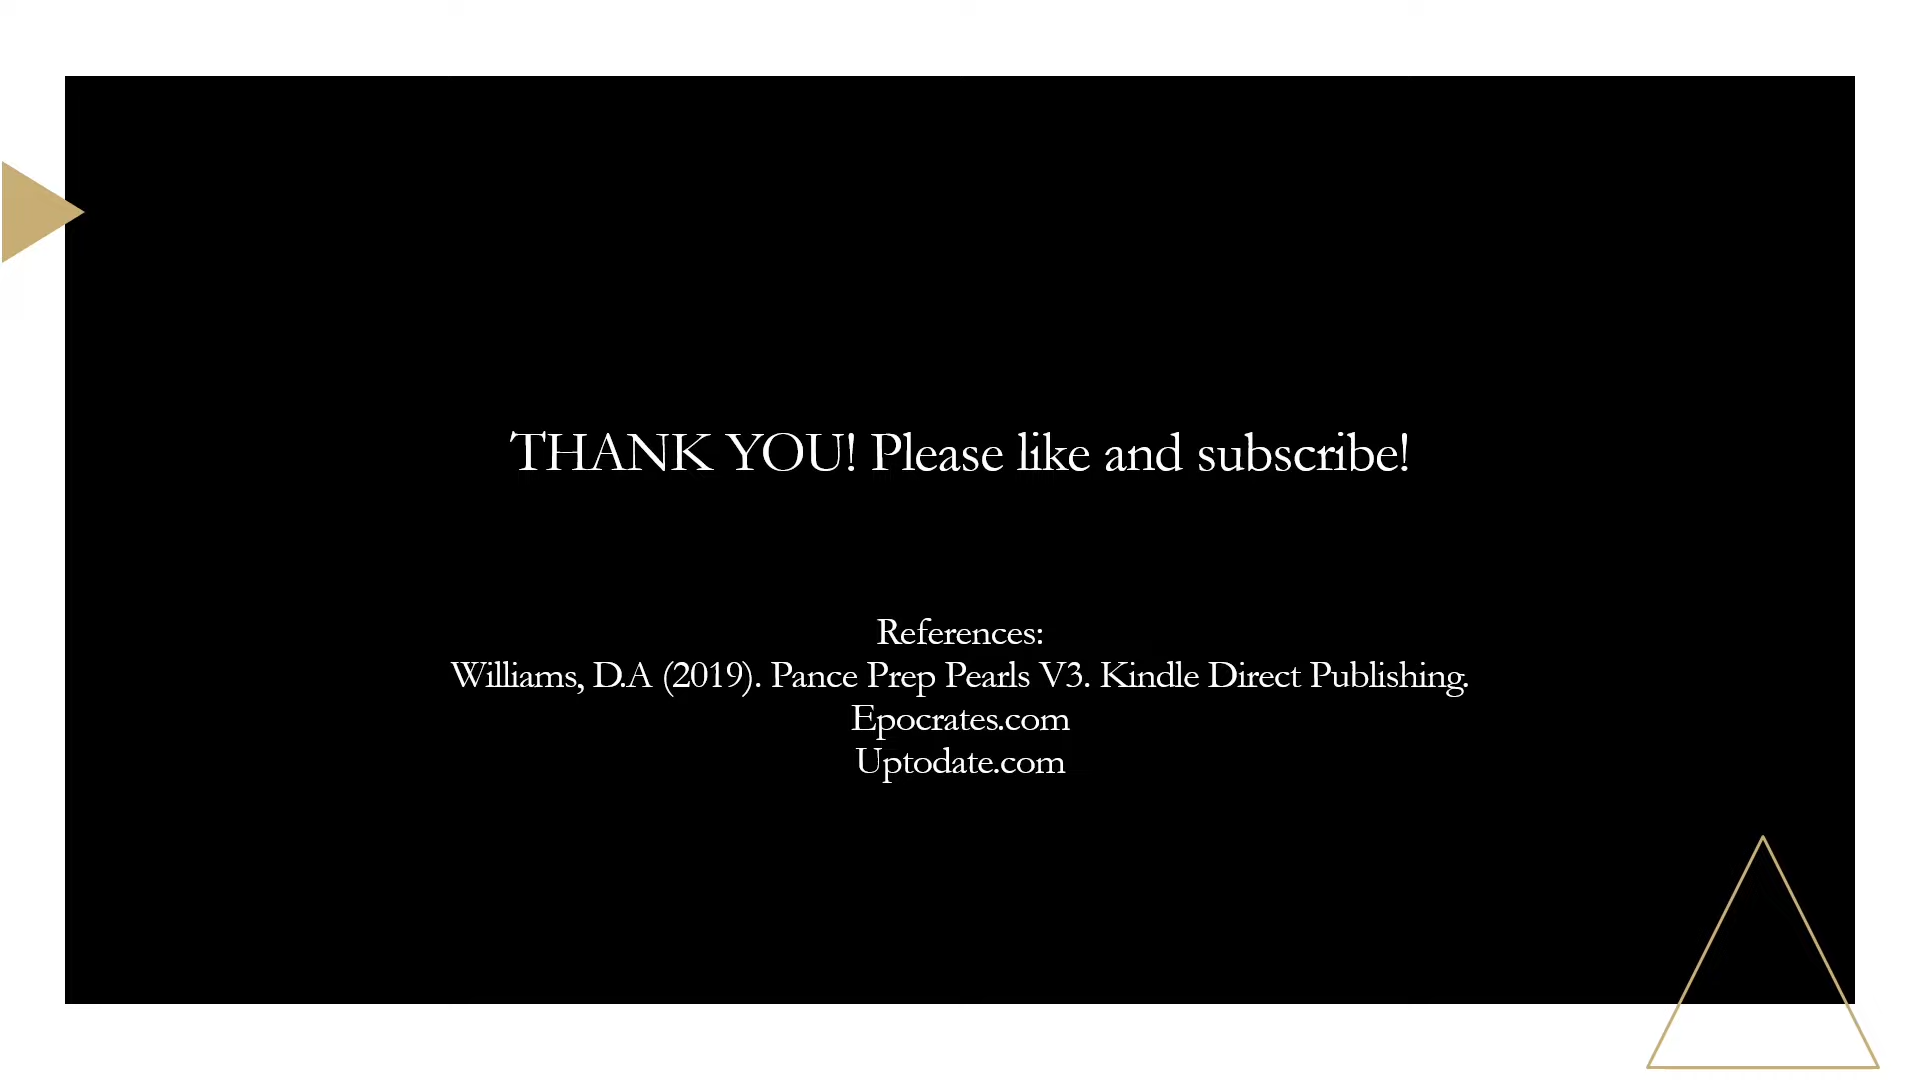 THANK YOU! Please like and subscribe!
References:
Williams, D.A (2019). Pance Prep Pearls V3. Kindle Direct Publishing.
Epocrates.com
Uptodate.com